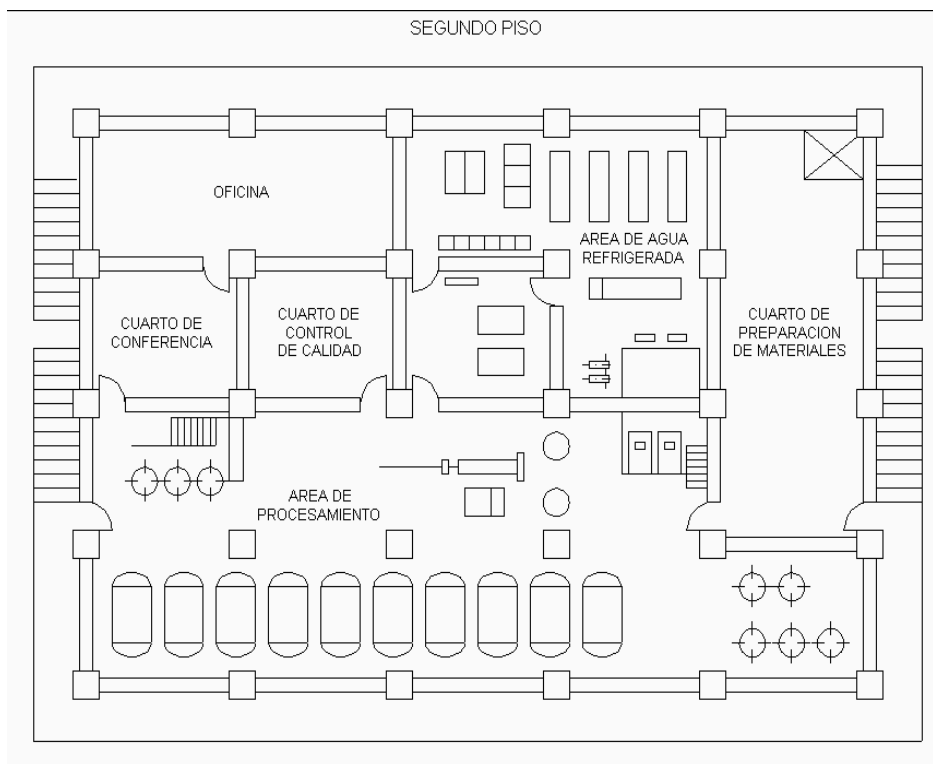 SEGUNDO PISO
OFICINA
AREA DE AGUA
REFRIGERADA
CUARTO DE
CONFERENCIA
CUARTO DE
CONTROL
DE CALIDAD
CUARTO DE
PREPARACION
DE MATERIALES
AREA DE
PROCESAMIENTO